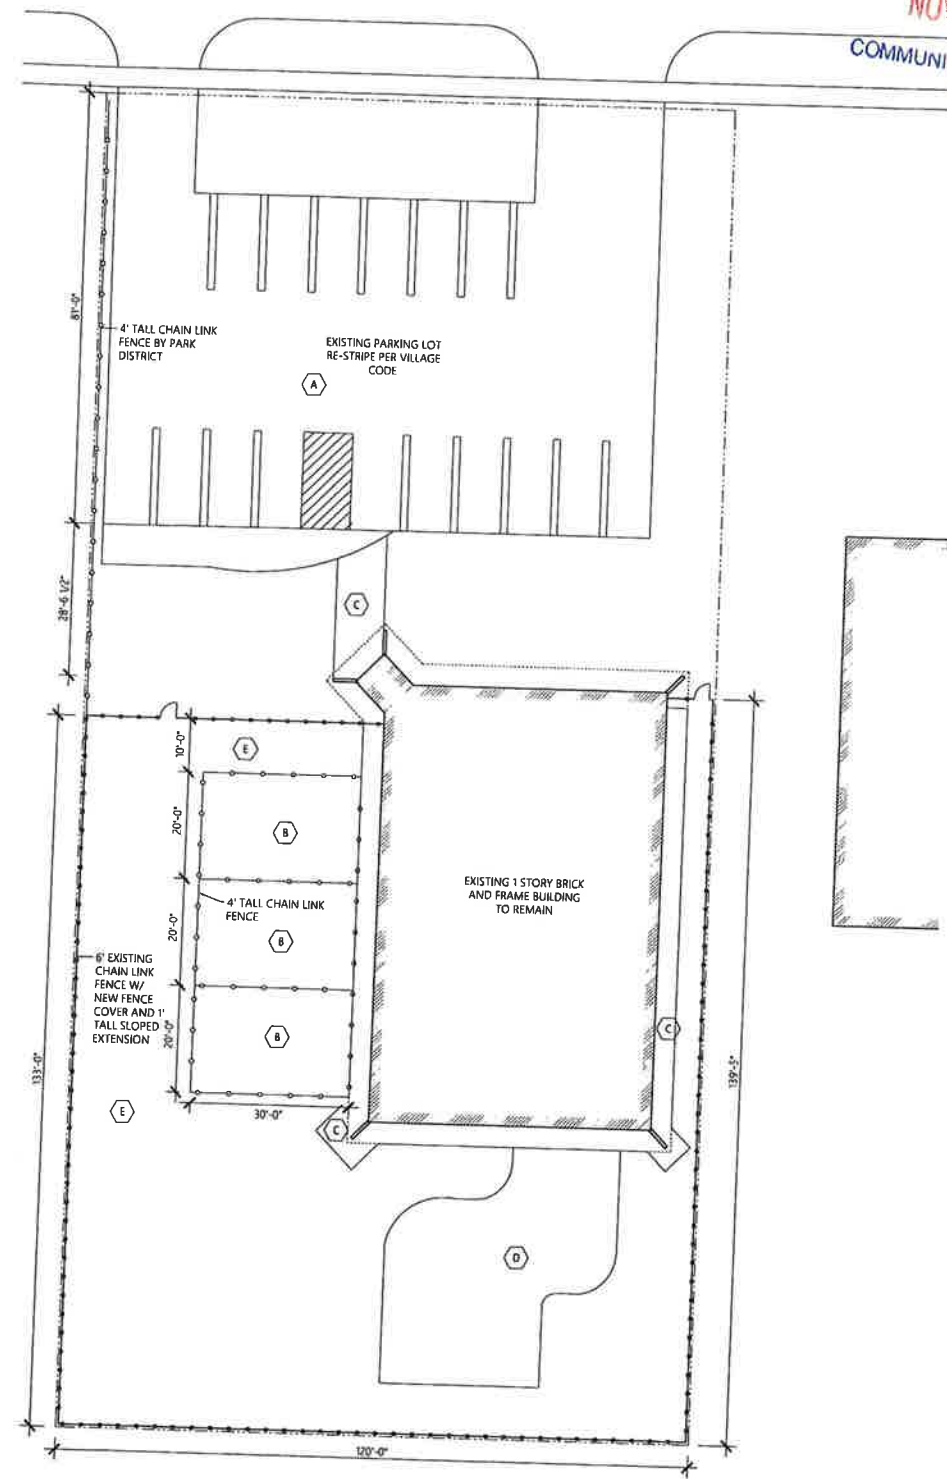 COMMUNI
81'-0"
4' TALL CHAIN LINK
FENCE BY PARK
DISTRICT
EXISTING PARKING LOT
RE-STRIPE PER VILLAGE
CODE
A
28'-6 1/2"
C
10'-0"
E
20'-0"
B
EXISTING 1 STORY BRICK
AND FRAME BUILDING
TO REMAIN
4' TALL CHAIN LINK
FENCE
20'-0"
B
6' EXISTING
CHAIN LINK
FENCE W/
NEW FENCE
COVER AND 1'
TALL SLOPED
EXTENSION
20'-0"
B
C
133'-0"
139'-5"
E
30'-0"
C
D
120'-0"